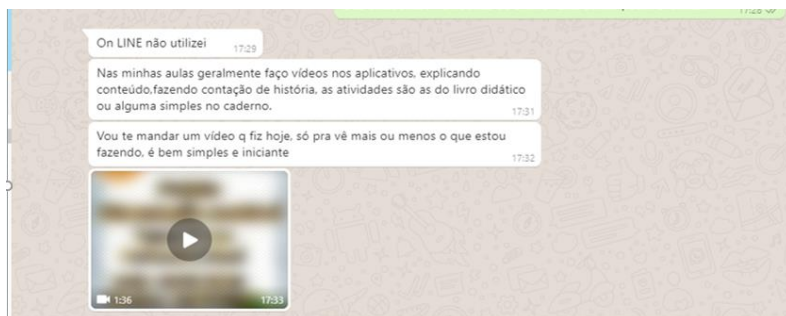 On LINE não utilizei
17:29
Nas minhas aulas geralmente faço vídeos nos aplicativos, explicando
conteúdo,fazendo contação de história, as atividades são as do livro didático
ou alguma simples no caderno.
17:31
Vou te mandar um vídeo q fiz hoje, só pra vê mais ou menos o que estou
fazendo, é bem simples e iniciante
17:32
1:36
17:33